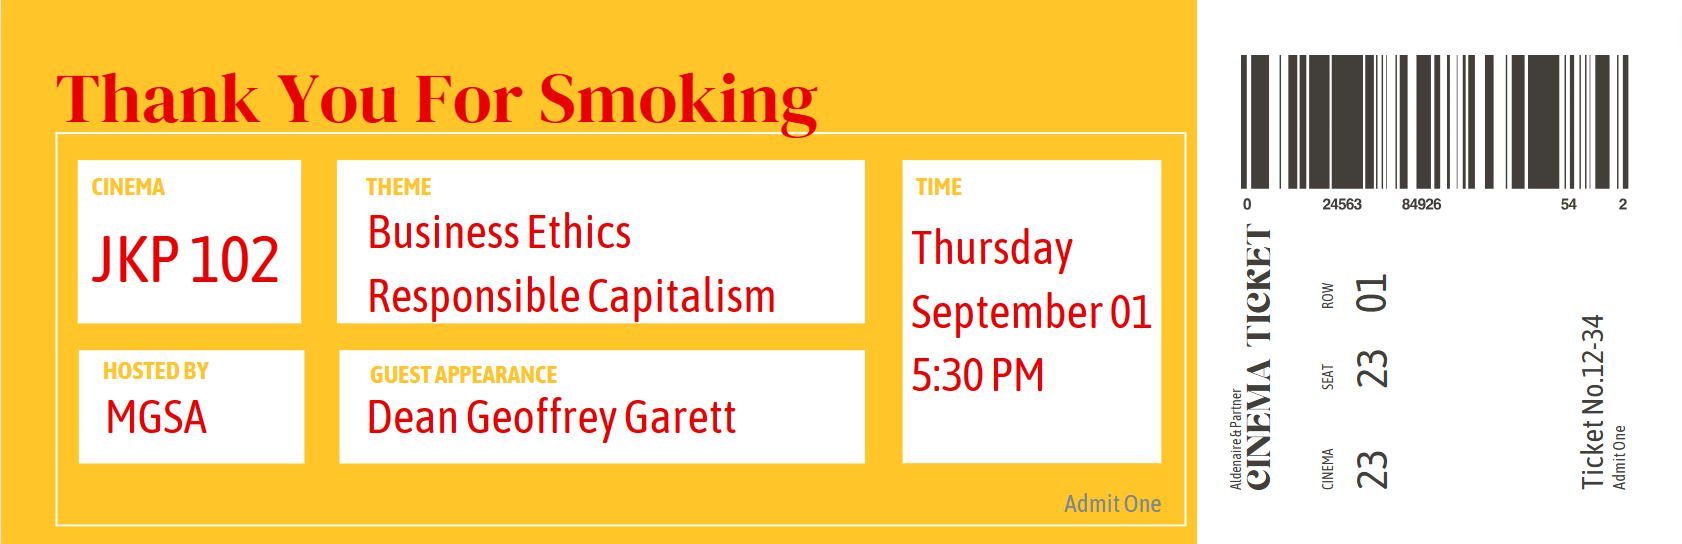 Thank You For Smoking
CINEMA
JKP 102
THEME
Business Ethics
Responsible Capitalism
TIME
Thursday
September 01
5:30 PM
HOSTED BY
MGSA
GUEST APPEARANCE
Dean Geoffrey Garett
Admit One
0 24563 84926 54 2
Aldenaire & Partner
CINEMA TICKET
CINEMA SEAT ROW
23 23 01
Ticket No.12-34
Admit One